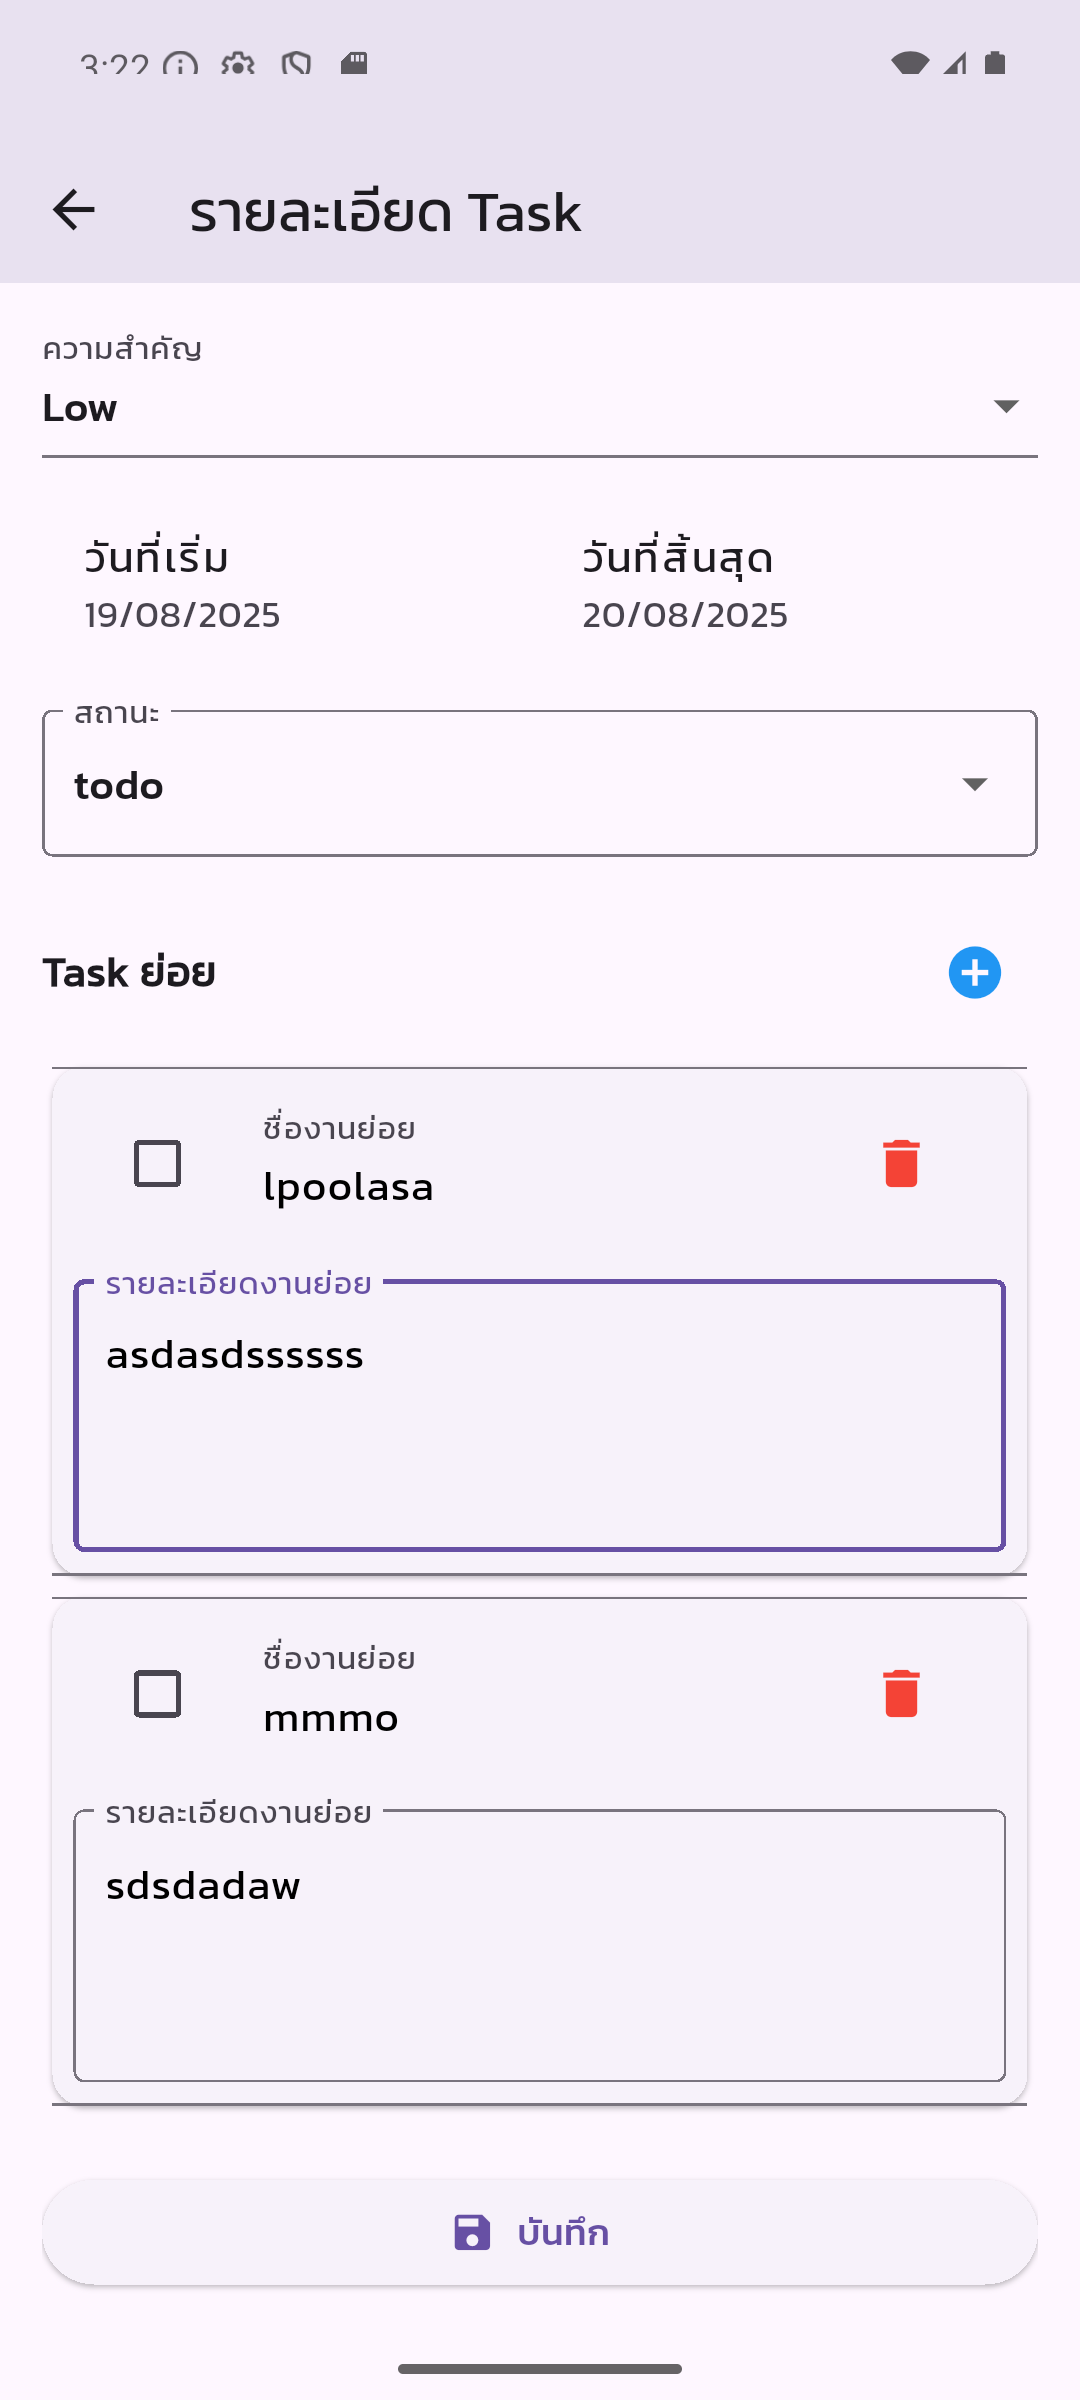 3:22
รายละเอียด Task
ความสำคัญ
Low
วันที่เริ่ม
วันที่สิ้นสุด
19/08/2025
20/08/2025
สถานะ
todo
Task ย่อย
ชื่องานย่อย
lpoolasa
รายละเอียดงานย่อย
asdasdssssss
ชื่องานย่อย
mmmo
รายละเอียดงานย่อย
sdsdadaw
บันทึก